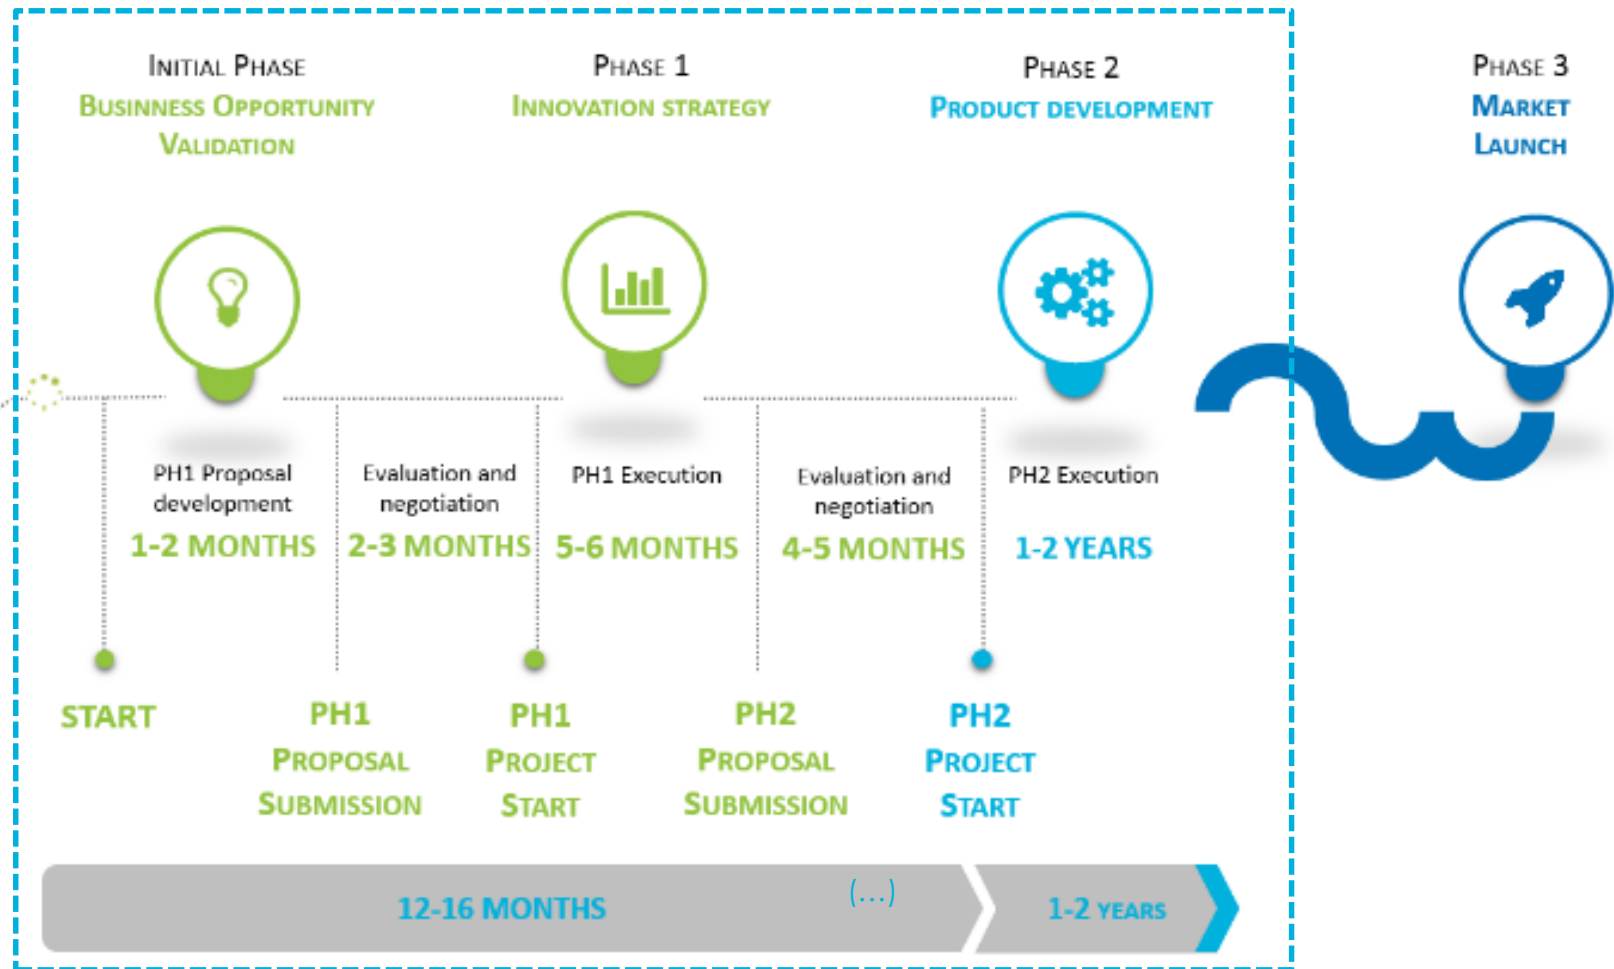 INITIAL PHASE
BUSINNESS OPPORTUNITY
VALIDATION
PHASE 1
INNOVATION STRATEGY
PHASE 2
PRODUCT DEVELOPMENT
PHASE 3
MARKET
LAUNCH
PH1 Proposal
development
1-2 MONTHS
Evaluation and
negotiation
2-3 MONTHS
PH1 Execution
5-6 MONTHS
Evaluation and
negotiation
4-5 MONTHS
PH2 Execution
1-2 YEARS
START
PH1
PROPOSAL
SUBMISSION
PH1
PROJECT
START
PH2
PROPOSAL
SUBMISSION
PH2
PROJECT
START
12-16 MONTHS
(...)
1-2 YEARS